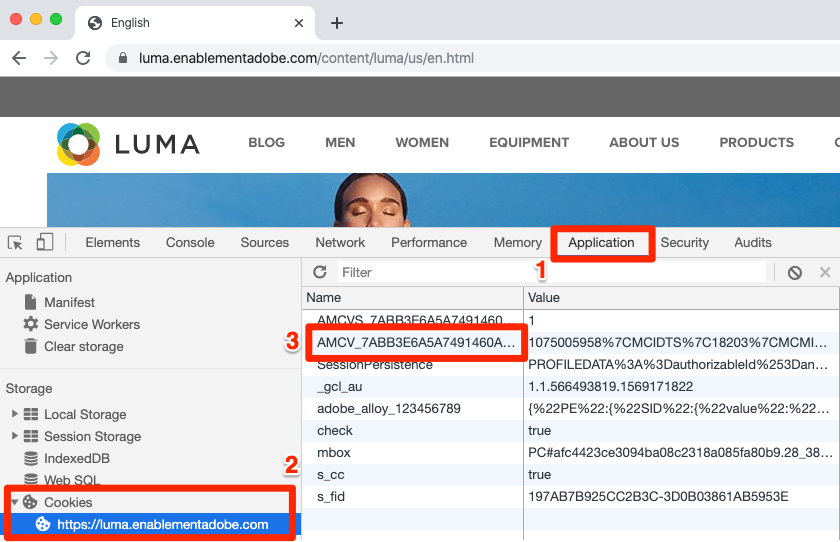 English
luma.enablementadobe.com/content/luma/us/en.html
LUMA BLOG MEN WOMEN EQUIPMENT ABOUT US PRODUCTS
Elements Console Sources Network Performance Memory Application Security Audits
1
Application
Manifest
Service Workers
Clear storage
Storage
Local Storage
Session Storage
IndexedDB
Web SQL
2
Cookies
https://luma.enablementadobe.com
Filter
Name Value
AMCVS_7ABB3E6A5A7491460... 1
3
AMCV_7ABB3E6A5A7491460A... 1075005958%7CMCIDTS%7C18203%7CMCMI...
SessionPersistence PROFILEDATA%3A%3DauthorizableId%253Dan...
_gcl_au 1.1.566493819.1569171822
adobe_alloy_123456789 {%22PE%22:{%22SID%22:{%22value%22:%22...
check true
mbox PC#afc4423ce3094ba08c2318a085fa80b9.28_38...
s_cc true
s_fid 197AB7B925CC2B3C-3D0B03861AB5953E